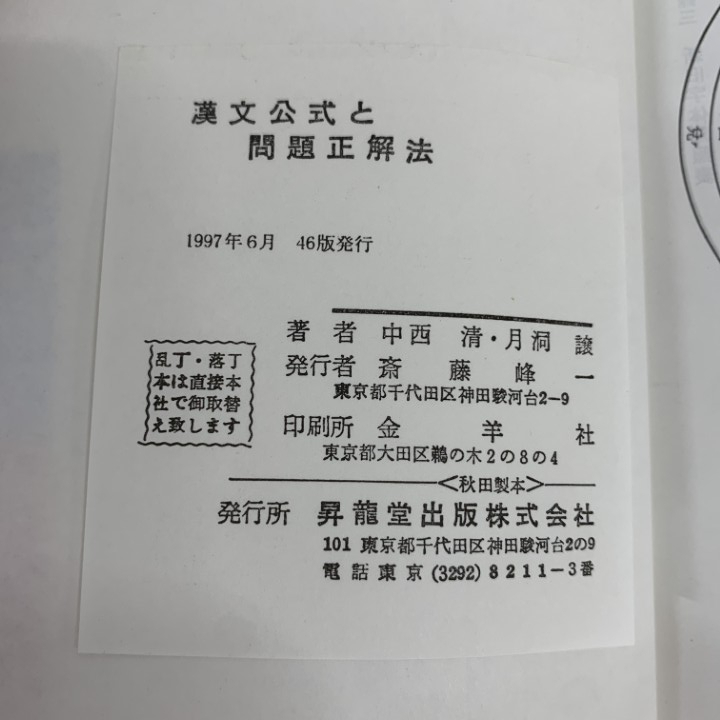 漢文公式と
問題正解法
1997年6月 46版発行
著者 中西 清・月洞 譲
発行者 斎藤峰一
東京都千代田区神田駿河台2-9
印刷所 金羊社
東京都大田区鵜の木2の8の4
<秋田製本>
発行所 昇龍堂出版株式会社
101 東京都千代田区神田駿河台2の9
電話東京(3292)8211-3番
乱丁・落丁
本は直接本
社で御取替
え致します